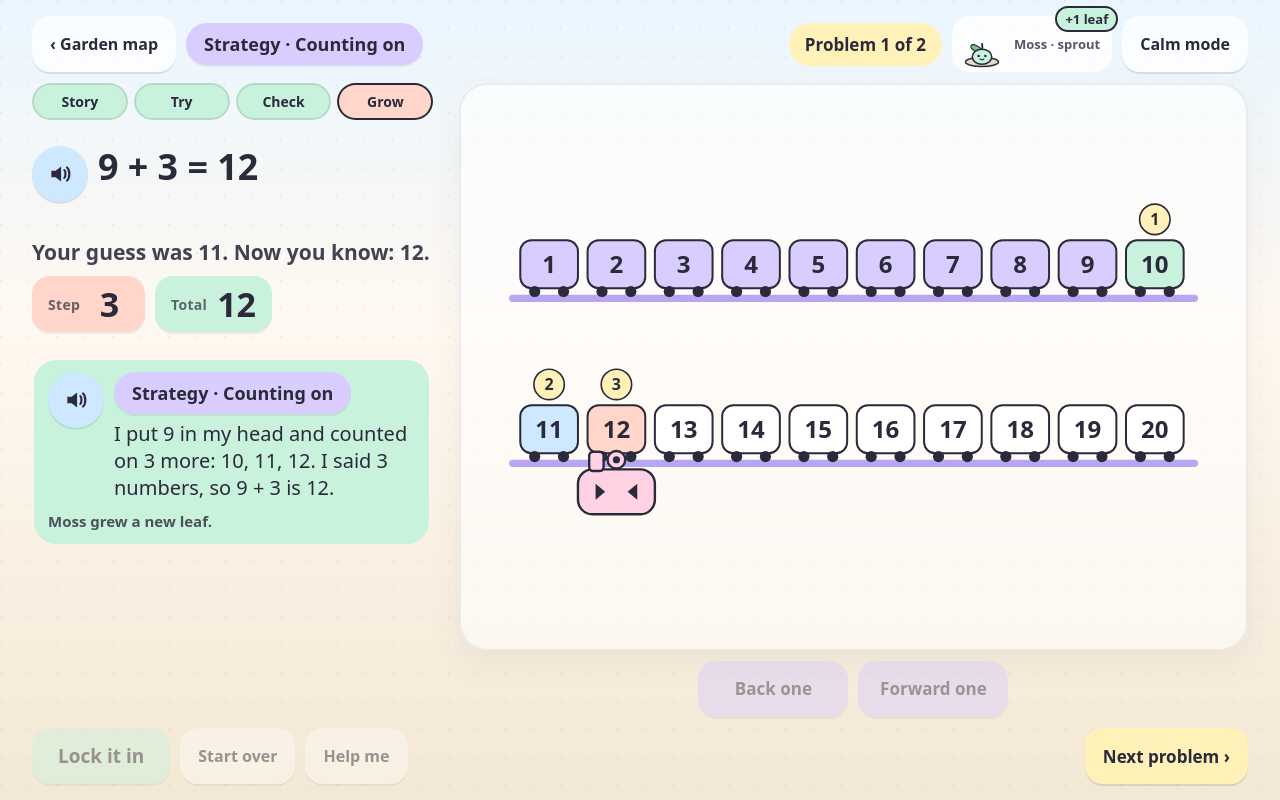 ‹ Garden map
Strategy · Counting on
Problem 1 of 2
+1 leaf
Moss · sprout
Calm mode
Story
Try
Check
Grow
9 + 3 = 12
Your guess was 11. Now you know: 12.
Step 3
Total 12
Strategy · Counting on
I put 9 in my head and counted
on 3 more: 10, 11, 12. I said 3
numbers, so 9 + 3 is 12.
Moss grew a new leaf.
1
1 2 3 4 5 6 7 8 9 10
2 3
11 12 13 14 15 16 17 18 19 20
Back one
Forward one
Lock it in
Start over
Help me
Next problem ›